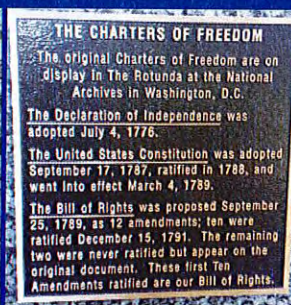 THE CHARTERS OF FREEDOM
The original Charters of Freedom are on
display in The Rotunda at the National
Archives in Washington, D.C.
The Declaration of Independence was
adopted July 4, 1776.
The United States Constitution was adopted
September 17, 1787, ratified in 1788, and
went into effect March 4, 1789.
The Bill of Rights was proposed September
25, 1789, as 12 amendments; ten were
ratified December 15, 1791. The remaining
two were never ratified but appear on the
original document. These first Ten
Amendments ratified are our Bill of Rights.